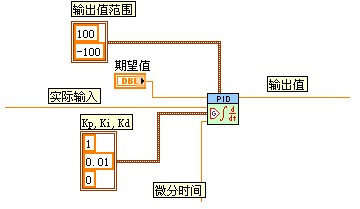 输出值范围
100
-100
期望值
DBL
输出值
实际输入
PID
d
dt
Kp,Ki,Kd
1
0.01
0
微分时间